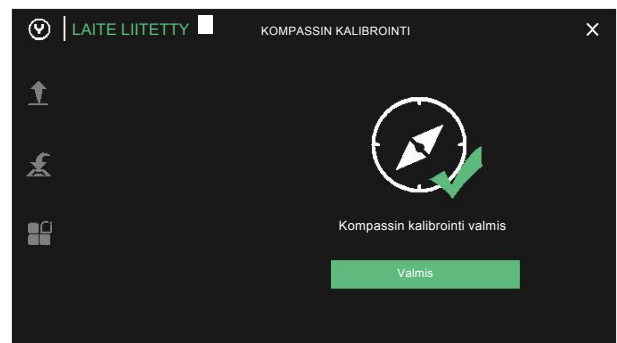 LAITE LIITETTY
KOMPASSIN KALIBROINTI
Kompassin kalibrointi valmis
Valmis